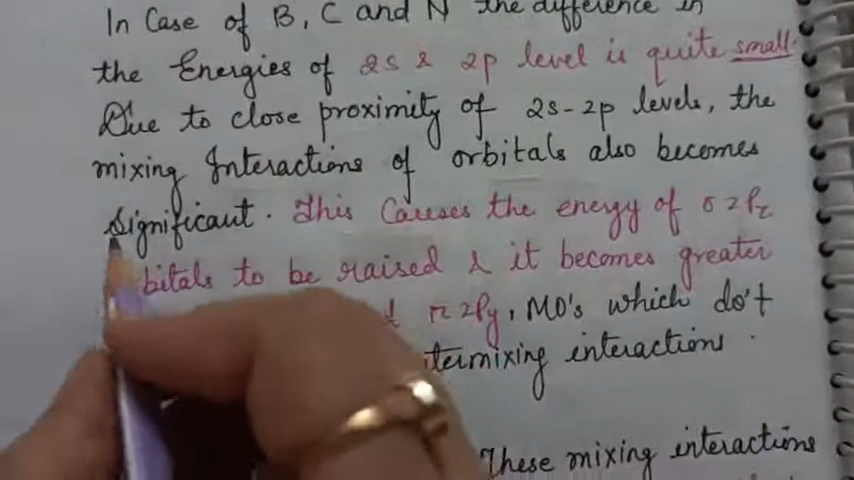 In Case of B, C and N the difference in
the Energies of 2s & 2p level is quite small.
Due to close proximity of 2s-2p levels, the
mixing Interactions of orbitals also becomes
significant. This Causes the energy of σ2Pz
bitals to be raised & it becomes greater
π2Py, MO's which do't
termixing interactions.
These mixing interactions